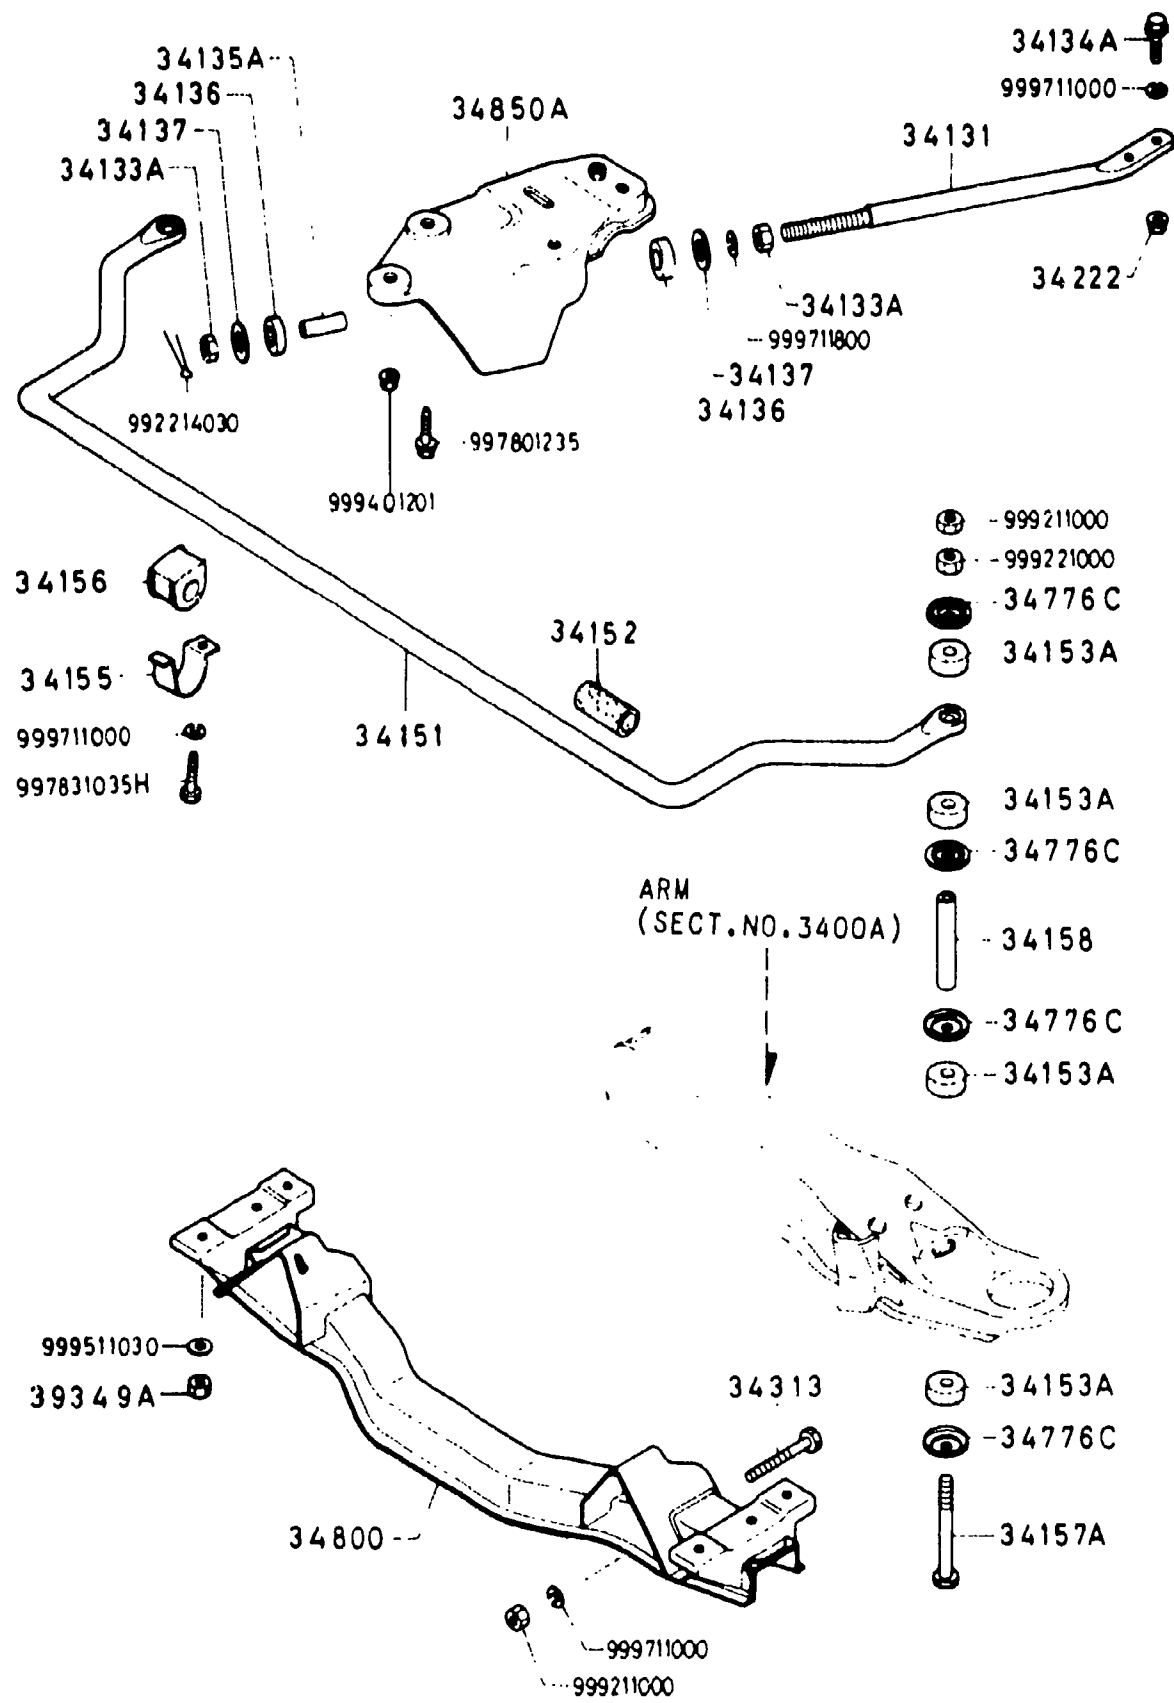 34134A
34135A
34136
999711000
34850A
34137
34131
34133A
34222
34133A
999711800
34137
34136
992214030
997801235
999401201
999211000
999221000
34156
34776C
34152
34153A
34155
999711000
34151
997831035H
34153A
34776C
ARM
(SECT.NO.3400A)
34158
34776C
34153A
999511030
39349A
34313
34153A
34776C
34800
34157A
999711000
999211000